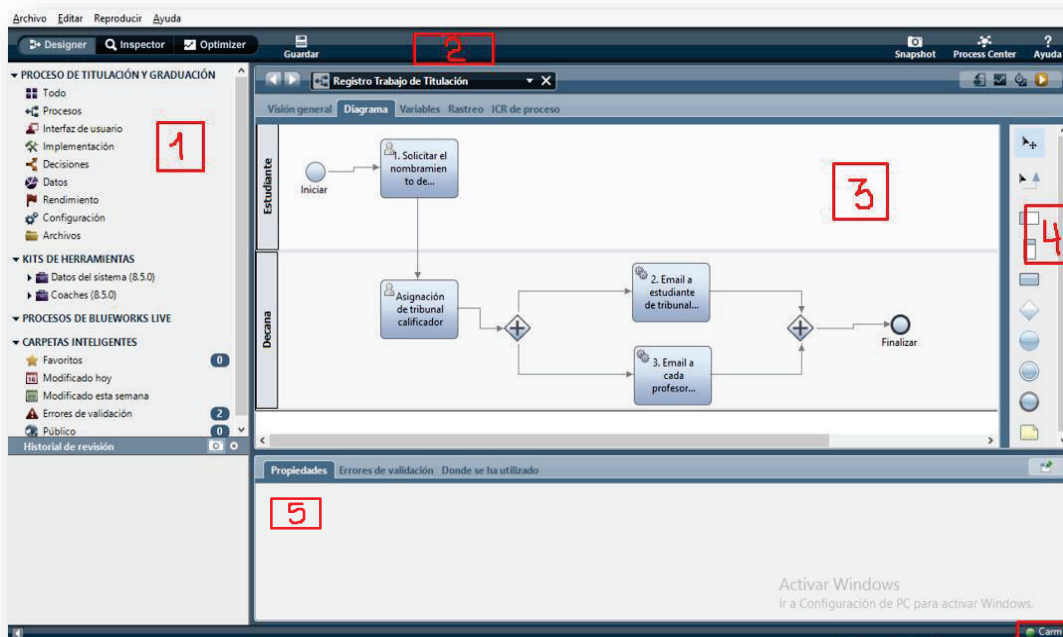 Archivo Editar Reproducir Ayuda
Designer Inspector Optimizer
Guardar
2
Snapshot Process Center Ayuda
PROCESO DE TITULACIÓN Y GRADUACIÓN
Todo
Procesos
Interfaz de usuario
Implementación
Decisiones
Datos
Rendimiento
Configuración
Archivos
1
KITS DE HERRAMIENTAS
Datos del sistema (8.5.0)
Coaches (8.5.0)
PROCESOS DE BLUEWORKS LIVE
CARPETAS INTELIGENTES
Favoritos 0
Modificado hoy
Modificado esta semana
Errores de validación 2
Público 0
Historial de revisión
Registro Trabajo de Titulación
Visión general Diagrama Variables Rastreo ICR de proceso
Estudiante
Iniciar
1. Solicitar el
nombramien
to de...
3
4
Decana
Asignación
de tribunal
calificador
2. Email a
estudiante
de tribunal...
3. Email a
cada
profesor...
Finalizar
Propiedades Errores de validación Donde se ha utilizado
5
Activar Windows
Ir a Configuración de PC para activar Windows.